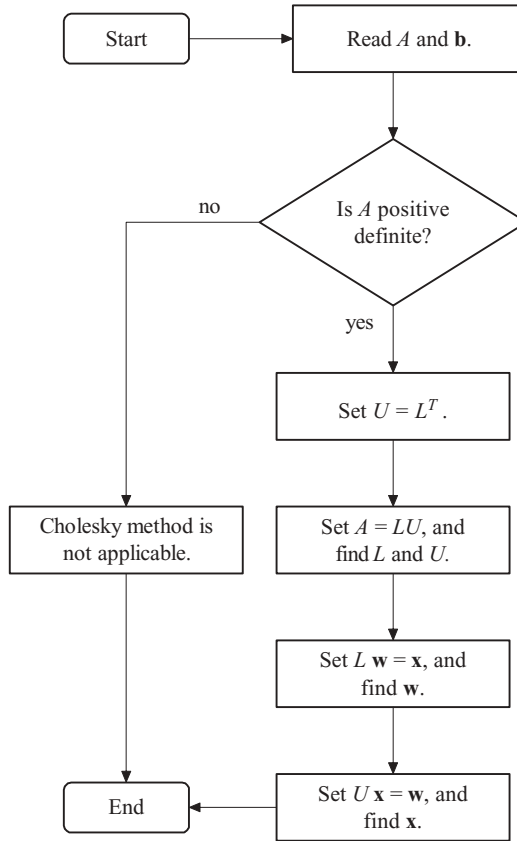 Start
Read A and b.
Is A positive
definite?
no
yes
Set U = L^T .
Cholesky method is
not applicable.
Set A = LU, and
find L and U.
Set L w = x, and
find w.
Set U x = w, and
find x.
End